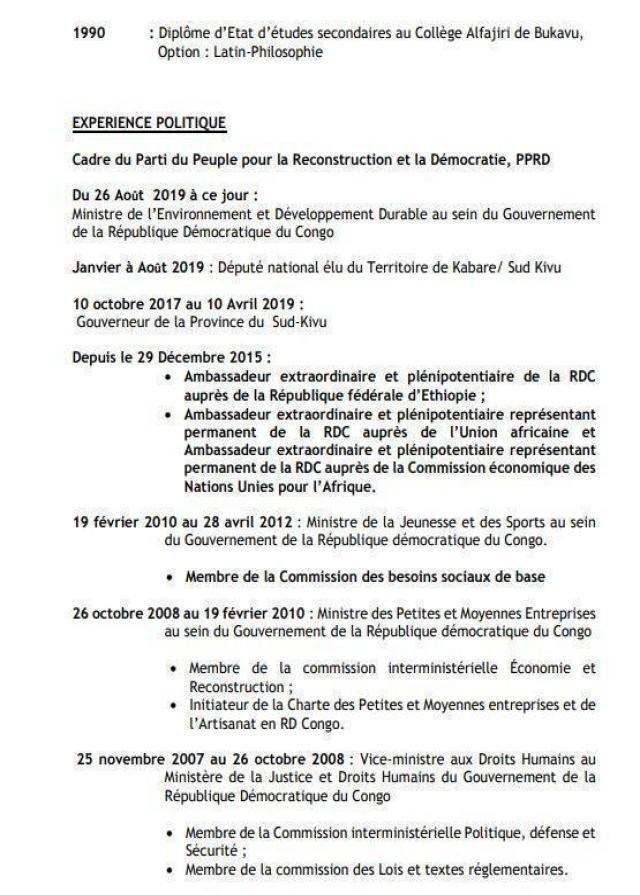 1990 : Diplôme d’Etat d’études secondaires au Collège Alfajiri de Bukavu,
Option : Latin-Philosophie
EXPERIENCE POLITIQUE
Cadre du Parti du Peuple pour la Reconstruction et la Démocratie, PPRD
Du 26 Août 2019 à ce jour :
Ministre de l’Environnement et Développement Durable au sein du Gouvernement
de la République Démocratique du Congo
Janvier à Août 2019 : Député national élu du Territoire de Kabare/ Sud Kivu
10 octobre 2017 au 10 Avril 2019 :
Gouverneur de la Province du Sud-Kivu
Depuis le 29 Décembre 2015 :
• Ambassadeur extraordinaire et plénipotentiaire de la RDC
auprès de la République fédérale d’Ethiopie ;
• Ambassadeur extraordinaire et plénipotentiaire représentant
permanent de la RDC auprès de l’Union africaine et
Ambassadeur extraordinaire et plénipotentiaire représentant
permanent de la RDC auprès de la Commission économique des
Nations Unies pour l’Afrique.
19 février 2010 au 28 avril 2012 : Ministre de la Jeunesse et des Sports au sein
du Gouvernement de la République démocratique du Congo.
• Membre de la Commission des besoins sociaux de base
26 octobre 2008 au 19 février 2010 : Ministre des Petites et Moyennes Entreprises
au sein du Gouvernement de la République démocratique du Congo
• Membre de la commission interministérielle Économie et
Reconstruction ;
• Initiateur de la Charte des Petites et Moyennes entreprises et de
l’Artisanat en RD Congo.
25 novembre 2007 au 26 octobre 2008 : Vice-ministre aux Droits Humains au
Ministère de la Justice et Droits Humains du Gouvernement de la
République Démocratique du Congo
• Membre de la Commission interministérielle Politique, défense et
Sécurité ;
• Membre de la commission des Lois et textes réglementaires.